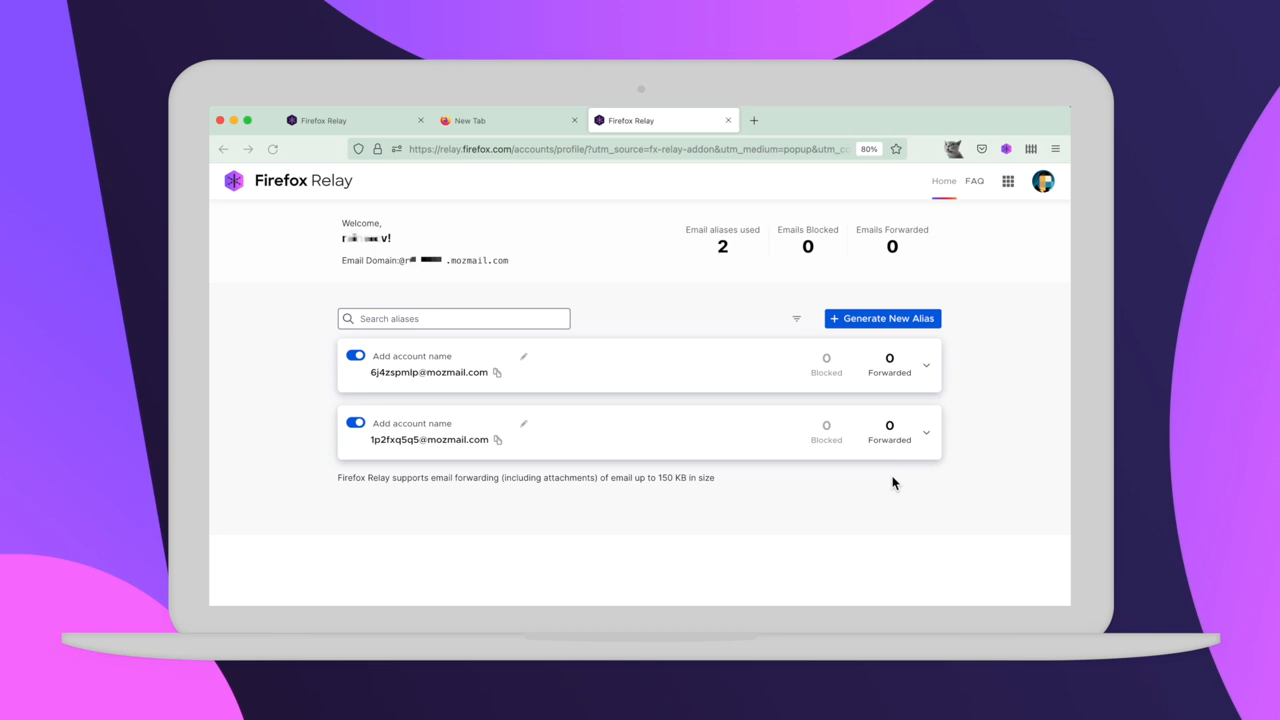 Firefox Relay
New Tab
Firefox Relay
https://relay.firefox.com/accounts/profile/?utm_source=fx-relay-addon&utm_medium=popup&utm_cc
80%
Firefox Relay
Home FAQ
Welcome,
v!
Email Domain:@r .mozmail.com
Email aliases used
2
Emails Blocked
0
Emails Forwarded
0
Search aliases
+ Generate New Alias
Add account name
6j4zspmlp@mozmail.com
0
Blocked
0
Forwarded
Add account name
1p2fxq5q5@mozmail.com
0
Blocked
0
Forwarded
Firefox Relay supports email forwarding (including attachments) of email up to 150 KB in size